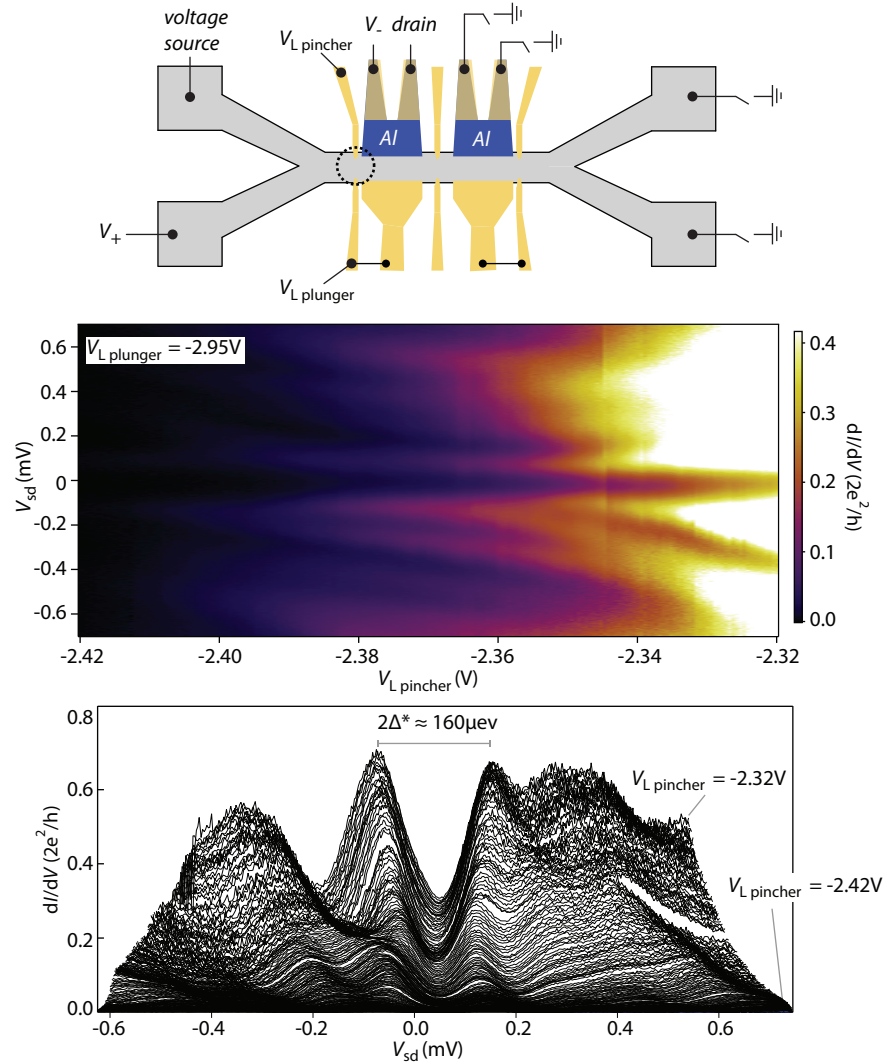 voltage
source
V_L pincher
V_- drain
Al
Al
V_+
V_L plunger
V_L plunger = -2.95V
0.6
0.4
0.2
0
-0.2
-0.4
-0.6
V_sd (mV)
-2.42
-2.40
-2.38
-2.36
-2.34
-2.32
V_L pincher (V)
0.4
0.3
0.2
0.1
0.0
dI/dV (2e²/h)
2Δ* ≈ 160μev
V_L pincher = -2.32V
V_L pincher = -2.42V
0.8
0.6
0.4
0.2
0.0
dI/dV (2e²/h)
-0.6
-0.4
-0.2
0.0
0.2
0.4
0.6
V_sd (mV)